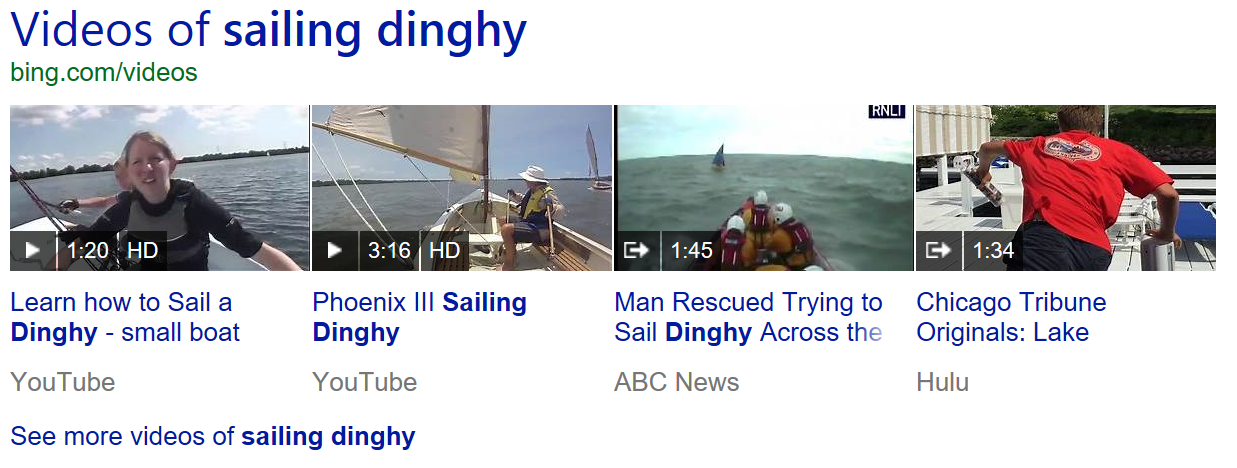 Videos of sailing dinghy
bing.com/videos
RNLI
1:20 HD
3:16 HD
1:45
1:34
Learn how to Sail a
Dinghy - small boat
Phoenix III Sailing
Dinghy
Man Rescued Trying to
Sail Dinghy Across the
Chicago Tribune
Originals: Lake
YouTube
YouTube
ABC News
Hulu
See more videos of sailing dinghy